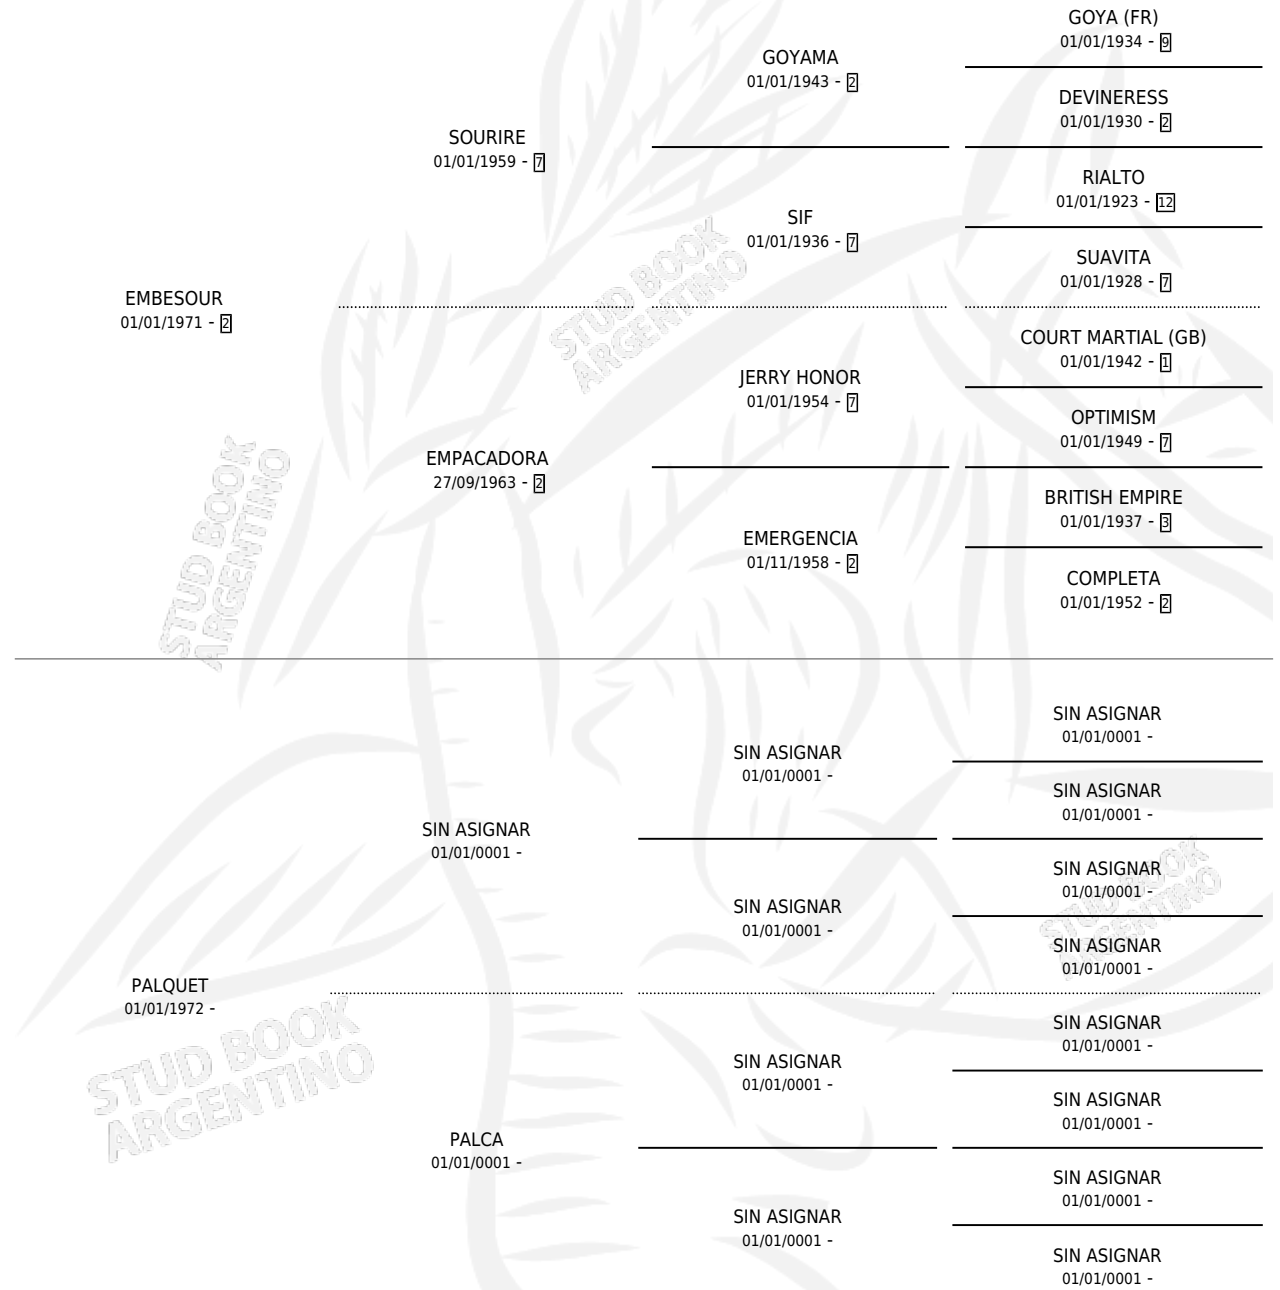 GOYA (FR)
01/01/1934 - 9
GOYAMA
01/01/1943 - 2
DEVINERESS
01/01/1930 - 2
SOURIRE
01/01/1959 - 7
RIALTO
01/01/1923 - 12
SIF
01/01/1936 - 7
SUAVITA
01/01/1928 - 7
EMBESOUR
01/01/1971 - 2
STUD BOOK
ARGENTINO
COURT MARTIAL (GB)
01/01/1942 - 1
JERRY HONOR
01/01/1954 - 7
OPTIMISM
01/01/1949 - 7
EMPACADORA
27/09/1963 - 2
BRITISH EMPIRE
01/01/1937 - 3
EMERGENCIA
01/11/1958 - 2
COMPLETA
01/01/1952 - 2
STUD BOOK
ARGENTINO
SIN ASIGNAR
01/01/0001 -
SIN ASIGNAR
01/01/0001 -
SIN ASIGNAR
01/01/0001 -
SIN ASIGNAR
01/01/0001 -
SIN ASIGNAR
01/01/0001 -
SIN ASIGNAR
01/01/0001 -
SIN ASIGNAR
01/01/0001 -
STUD BOOK
ARGENTINO
PALQUET
01/01/1972 -
STUD BOOK
ARGENTINO
SIN ASIGNAR
01/01/0001 -
SIN ASIGNAR
01/01/0001 -
SIN ASIGNAR
01/01/0001 -
PALCA
01/01/0001 -
SIN ASIGNAR
01/01/0001 -
SIN ASIGNAR
01/01/0001 -
SIN ASIGNAR
01/01/0001 -